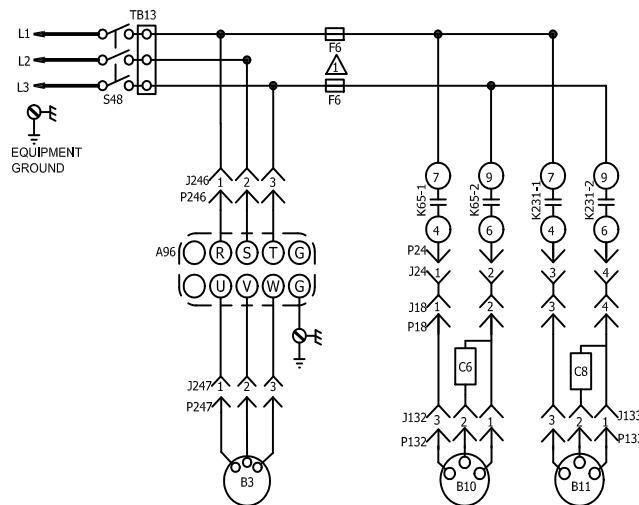 TB13
L1
L2
L3
S48
F6
1
F6
EQUIPMENT
GROUND
J246 1 2 3
P246
A96 R S T G
U V W G
J247 1 2 3
P247
B3
7 9 7 9
K65-1 K65-2 K231-1 K231-2
4 6 4 6
P24
J24 1 2 3 4
J18 1 2 3 4
P18
C6 C8
J132 3 2 1 3 2 1 J133
P132 P133
B10 B11